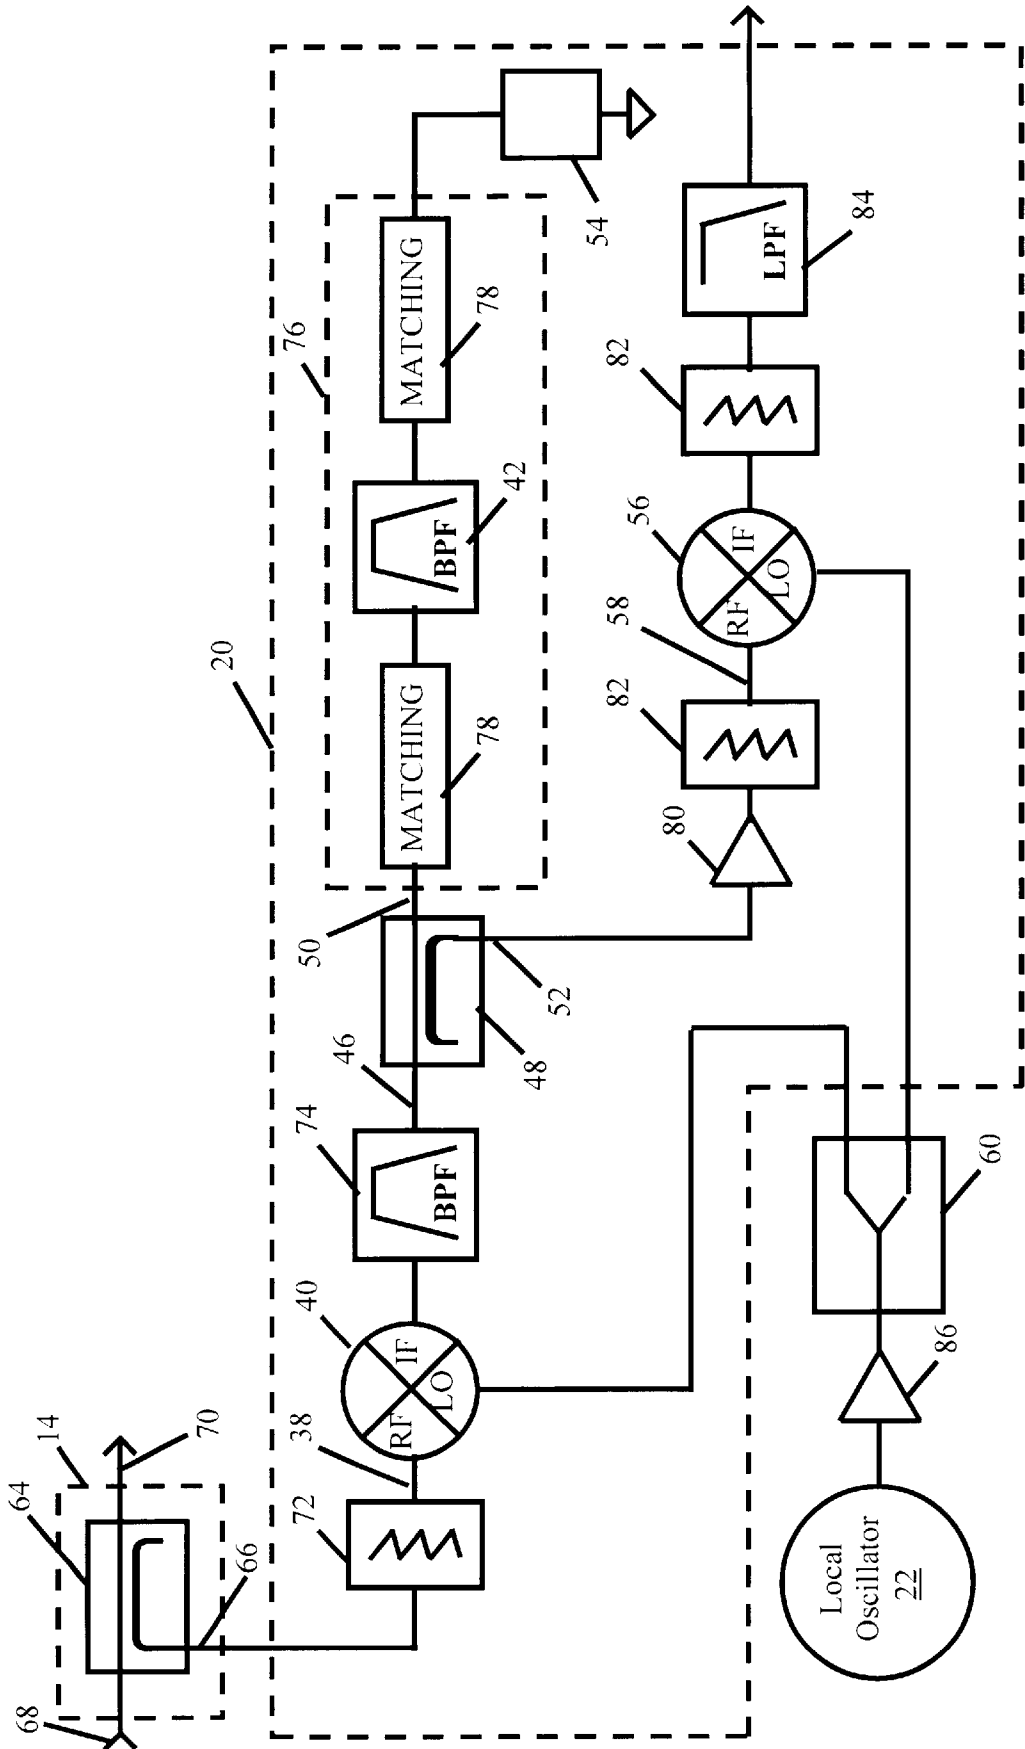 68
64
14
70
66
20
72
38
RF
IF
LO
40
BPF
74
46
48
52
50
76
MATCHING
78
BPF
42
MATCHING
78
54
80
82
58
RF
IF
LO
56
82
LPF
84
Local
Oscillator
22
86
60